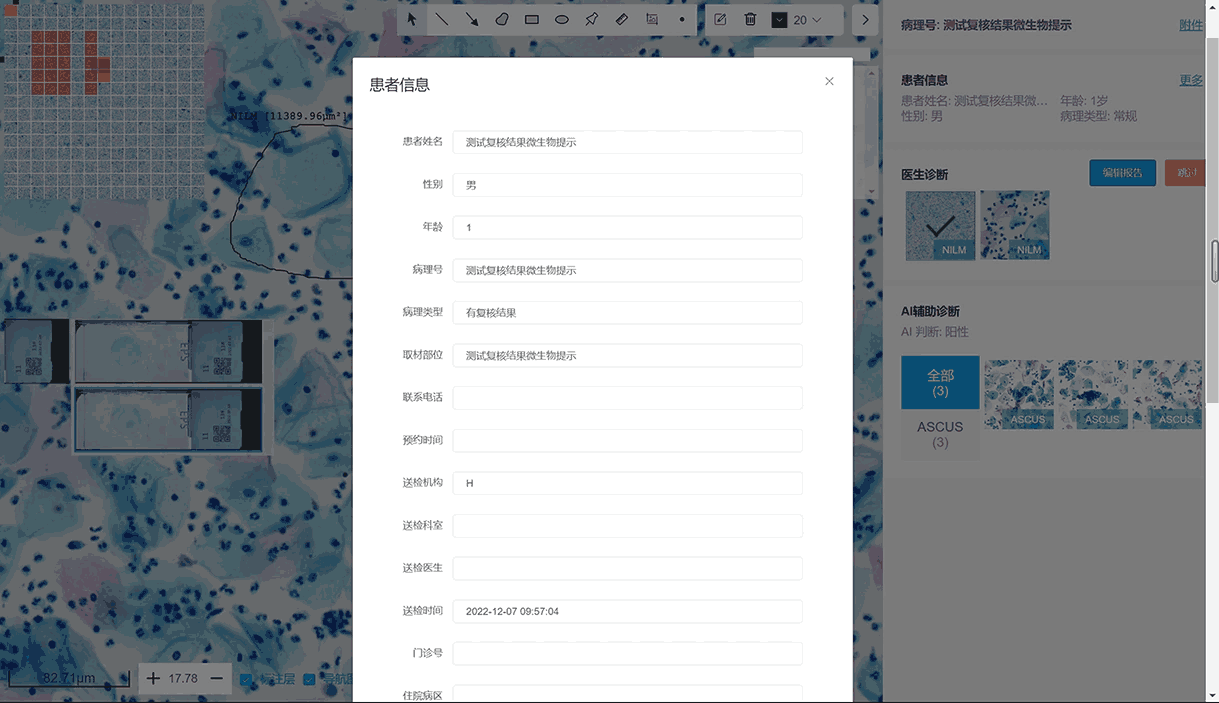 20
NILM [11389.96μm²]
患者信息
患者姓名 测试复核结果微生物提示
性别 男
年龄 1
病理号 测试复核结果微生物提示
病理类型 有复核结果
取材部位 测试复核结果微生物提示
联系电话
预约时间
送检机构 H
送检科室
送检医生
送检时间 2022-12-07 09:57:04
门诊号
住院病区
病理号: 测试复核结果微生物提示 附件
患者信息 更多
患者姓名: 测试复核结果微... 年龄: 1岁
性别: 男 病理类型: 常规
医生诊断 编辑报告 跳过
NILM NILM
AI辅助诊断
AI 判断: 阳性
全部
(3)
ASCUS ASCUS ASCUS
ASCUS
(3)
82.71μm
17.78
标注层